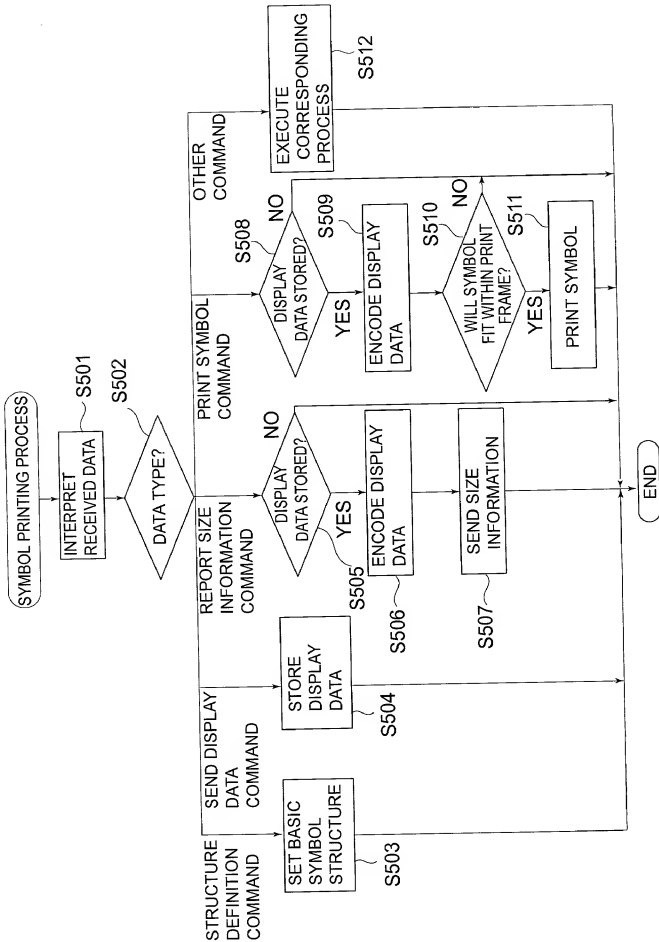 SYMBOL PRINTING PROCESS
INTERPRET
RECEIVED DATA
S501
DATA TYPE?
S502
STRUCTURE
DEFINITION
COMMAND
SET BASIC
SYMBOL
STRUCTURE
S503
SEND DISPLAY
DATA
COMMAND
STORE
DISPLAY
DATA
S504
REPORT SIZE
INFORMATION
COMMAND
DISPLAY
DATA STORED?
S505
NO
YES
ENCODE DISPLAY
DATA
S506
SEND SIZE
INFORMATION
S507
PRINT SYMBOL
COMMAND
DISPLAY
DATA STORED?
S508
NO
YES
ENCODE DISPLAY
DATA
S509
WILL SYMBOL
FIT WITHIN PRINT
FRAME?
S510
NO
YES
PRINT SYMBOL
S511
OTHER
COMMAND
EXECUTE
CORRESPONDING
PROCESS
S512
END